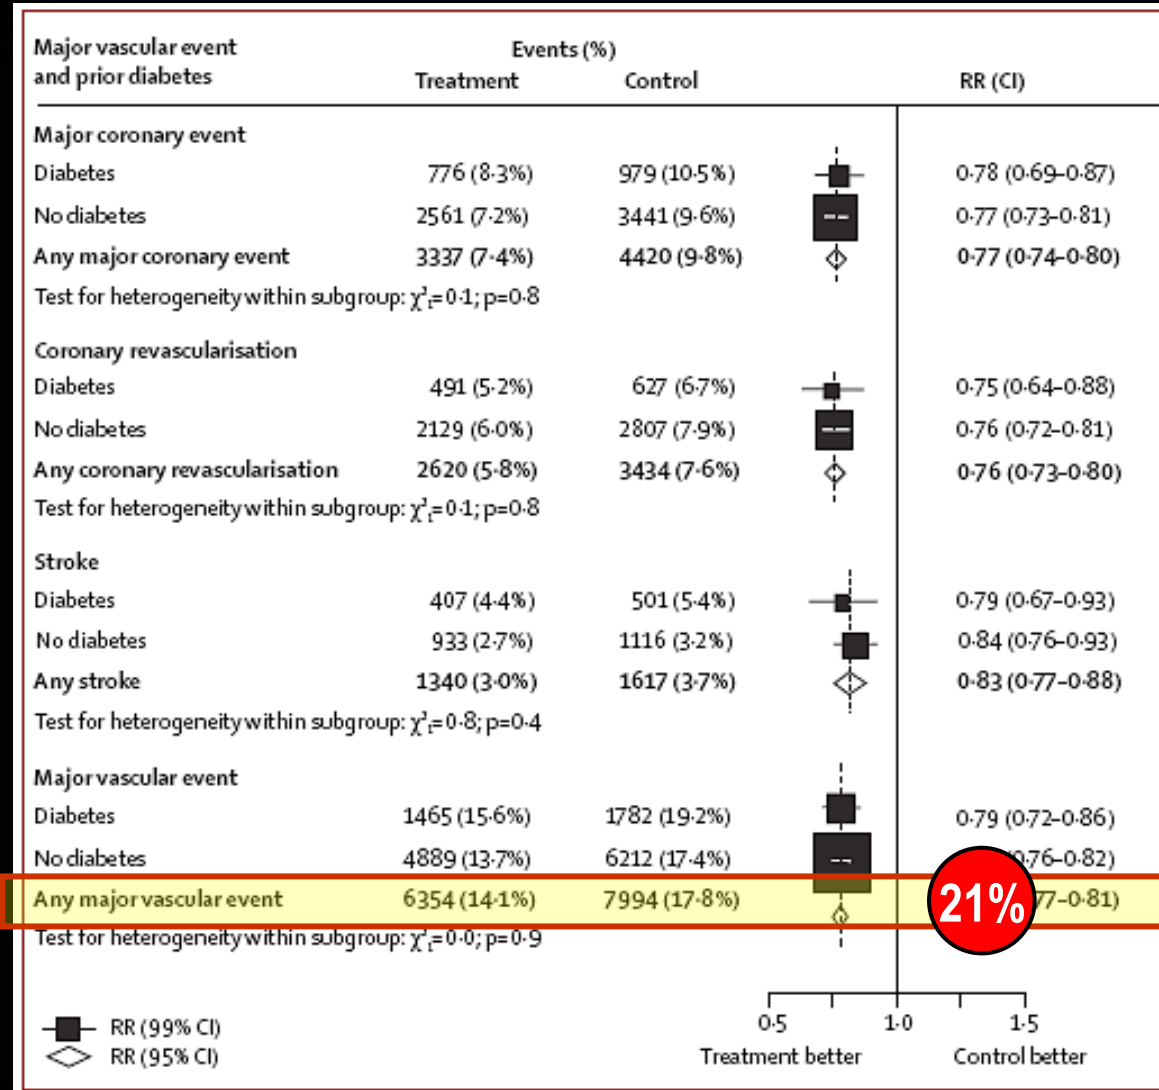 Major vascular event Events (%)
and prior diabetes Treatment Control RR (CI)
Major coronary event
Diabetes 776 (8·3%) 979 (10·5%) 0·78 (0·69–0·87)
No diabetes 2561 (7·2%) 3441 (9·6%) 0·77 (0·73–0·81)
Any major coronary event 3337 (7·4%) 4420 (9·8%) 0·77 (0·74–0·80)
Test for heterogeneity within subgroup: χ²₁=0·1; p=0·8
Coronary revascularisation
Diabetes 491 (5·2%) 627 (6·7%) 0·75 (0·64–0·88)
No diabetes 2129 (6·0%) 2807 (7·9%) 0·76 (0·72–0·81)
Any coronary revascularisation 2620 (5·8%) 3434 (7·6%) 0·76 (0·73–0·80)
Test for heterogeneity within subgroup: χ²₁=0·1; p=0·8
Stroke
Diabetes 407 (4·4%) 501 (5·4%) 0·79 (0·67–0·93)
No diabetes 933 (2·7%) 1116 (3·2%) 0·84 (0·76–0·93)
Any stroke 1340 (3·0%) 1617 (3·7%) 0·83 (0·77–0·88)
Test for heterogeneity within subgroup: χ²₁=0·8; p=0·4
Major vascular event
Diabetes 1465 (15·6%) 1782 (19·2%) 0·79 (0·72–0·86)
No diabetes 4889 (13·7%) 6212 (17·4%) 0·76–0·82)
Any major vascular event 6354 (14·1%) 7994 (17·8%) 21% 77–0·81)
Test for heterogeneity within subgroup: χ²₁=0·0; p=0·9
RR (99% CI) 0·5 1·0 1·5
RR (95% CI) Treatment better Control better